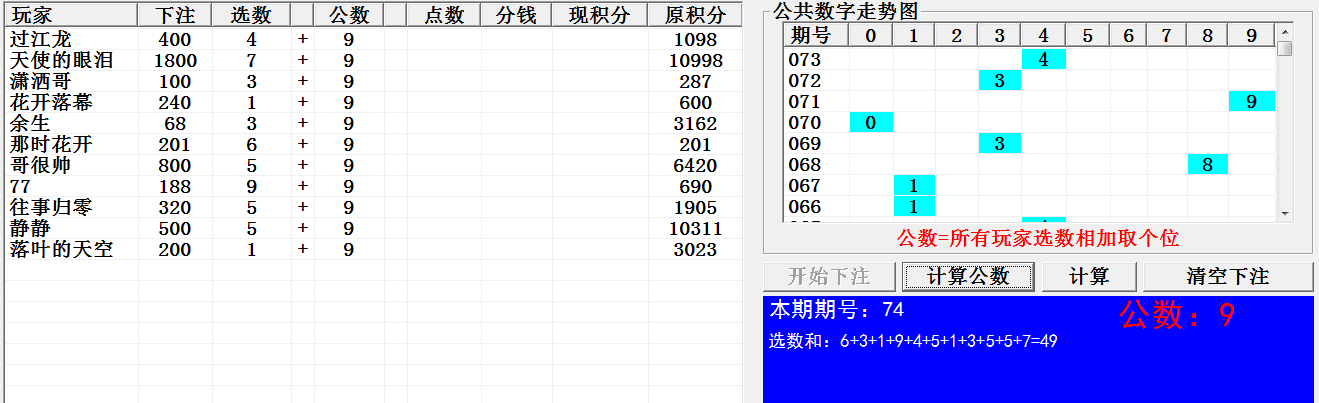 玩家 下注 选数 公数 点数 分钱 现积分 原积分
过江龙 400 4 + 9 1098
天使的眼泪 1800 7 + 9 10998
潇洒哥 100 3 + 9 287
花开落幕 240 1 + 9 600
余生 68 3 + 9 3162
那时花开 201 6 + 9 201
哥很帅 800 5 + 9 6420
77 188 9 + 9 690
往事归零 320 5 + 9 1905
静静 500 5 + 9 10311
落叶的天空 200 1 + 9 3023
公共数字走势图
期号 0 1 2 3 4 5 6 7 8 9
073 4
072 3
071 9
070 0
069 3
068 8
067 1
066 1
公数=所有玩家选数相加取个位
开始下注 计算公数 计算 清空下注
本期期号：74 公数：9
选数和：6+3+1+9+4+5+1+3+5+5+7=49